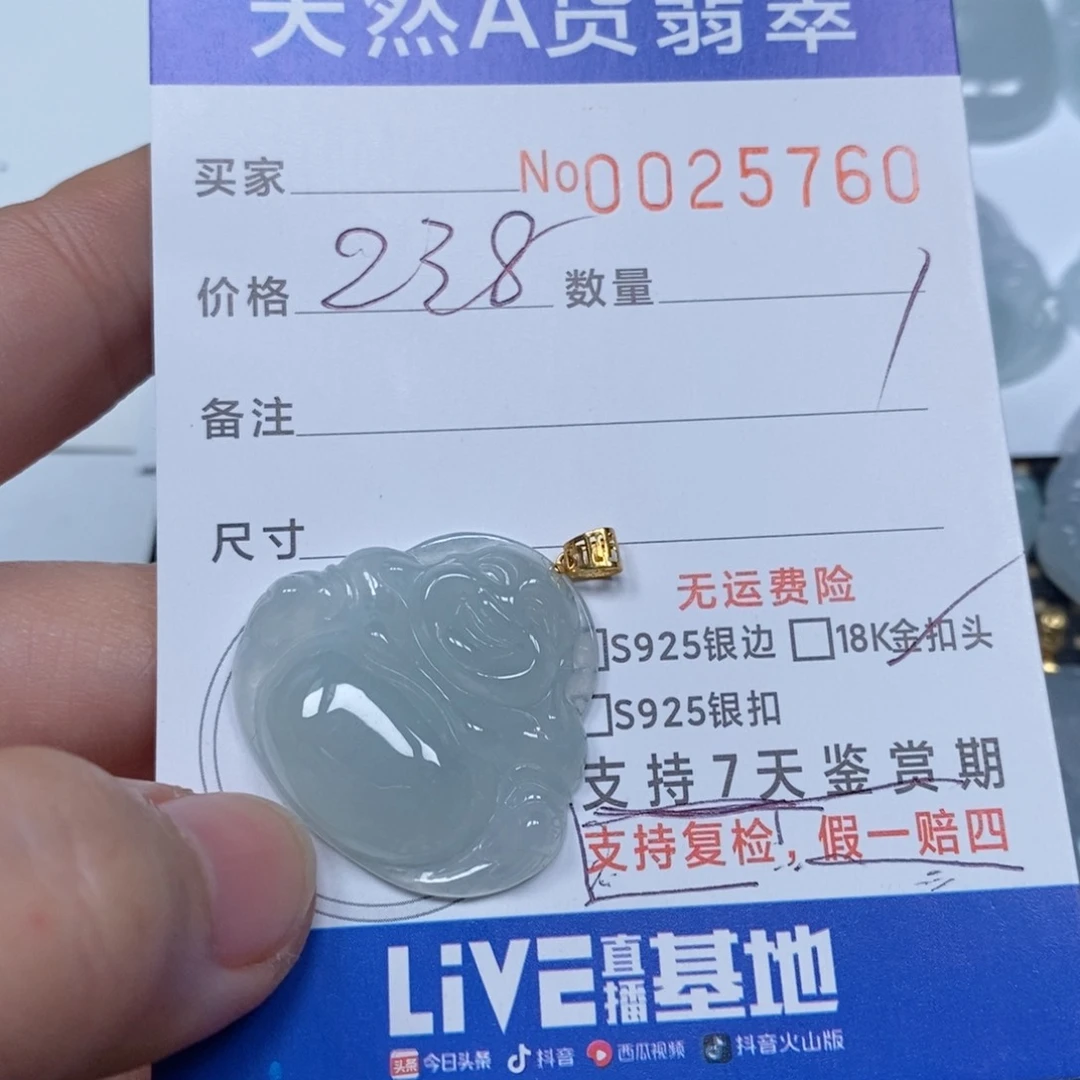 天然A货翡翠
买家 No0025760
价格 238 数量 1
备注
尺寸
无运费险
S925银边 18K金扣头
S925银扣
支持7天鉴赏期
支持复检，假一赔四
LiVE直播基地
头条 今日头条 抖音 西瓜视频 抖音火山版